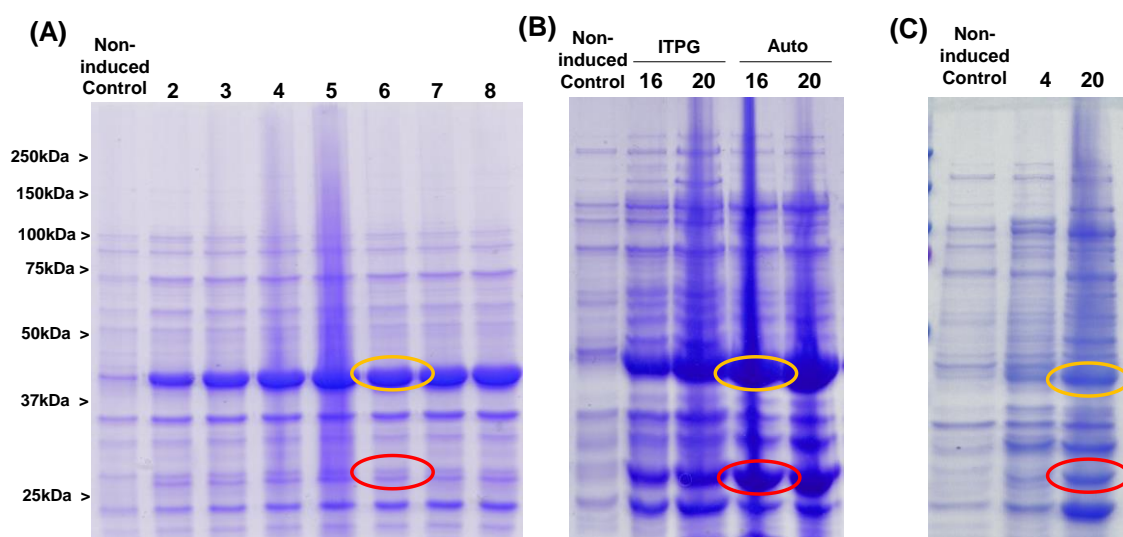 (A)
Non-
induced
Control
2 3 4 5 6 7 8
250kDa >
150kDa >
100kDa >
75kDa >
50kDa >
37kDa >
25kDa >
(B)
Non-
induced
Control
ITPG Auto
16 20 16 20
(C)
Non-
induced
Control
4 20